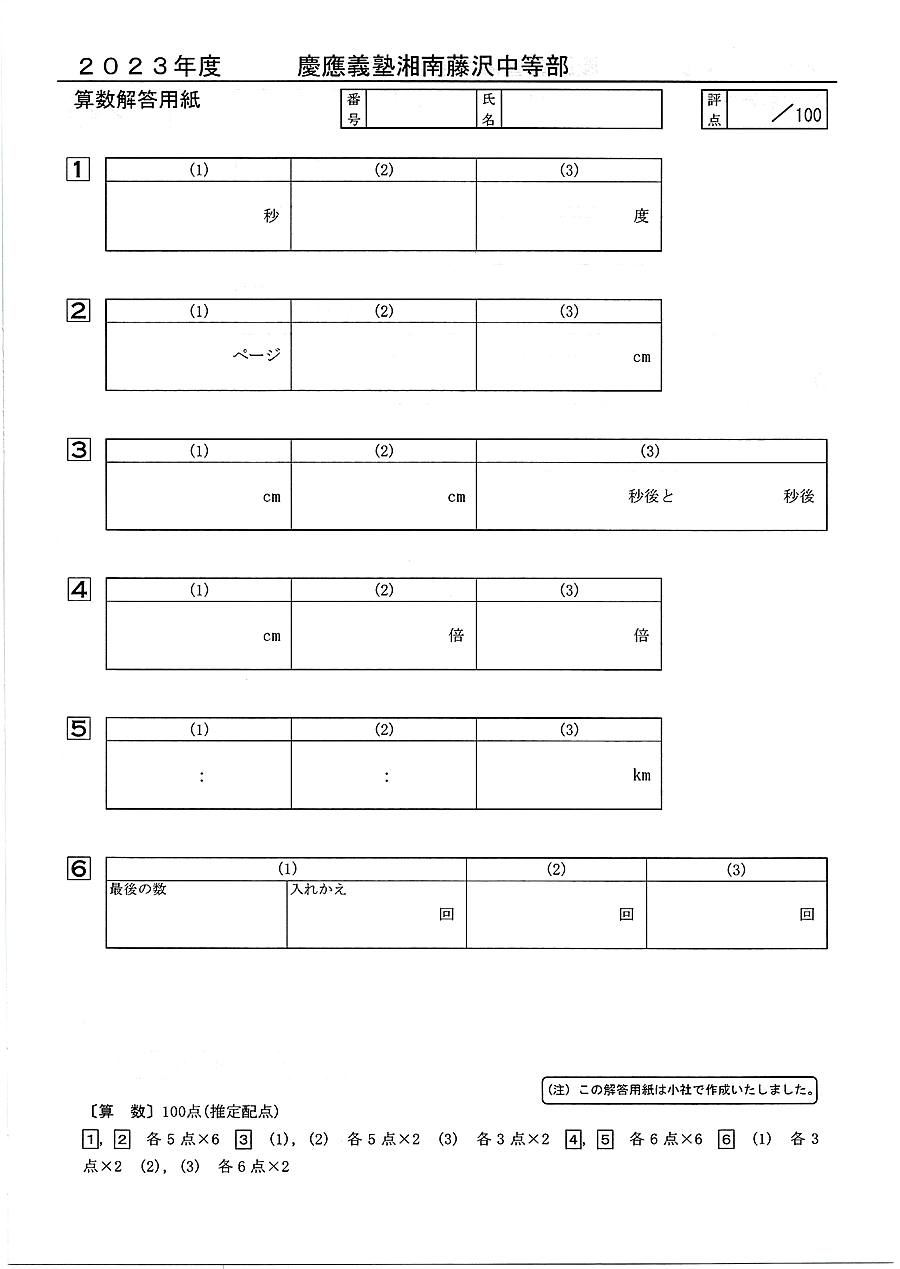 ２０２３年度　慶應義塾湘南藤沢中等部
算数解答用紙　番号　氏名　評点　／100
1　(1)　(2)　(3)
秒　度
2　(1)　(2)　(3)
ページ　cm
3　(1)　(2)　(3)
cm　cm　秒後と　秒後
4　(1)　(2)　(3)
cm　倍　倍
5　(1)　(2)　(3)
：　：　km
6　(1)　(2)　(3)
最後の数　入れかえ　回　回　回
(注) この解答用紙は小社で作成いたしました。
〔算　数〕100点(推定配点)
1, 2　各5点×6　3　(1), (2)　各5点×2　(3)　各3点×2　4, 5　各6点×6　6　(1)　各3
点×2　(2), (3)　各6点×2